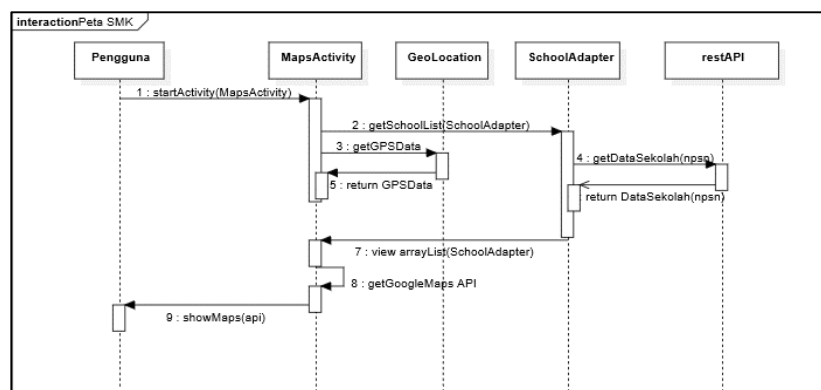 interactionPeta SMK
Pengguna
MapsActivity
GeoLocation
SchoolAdapter
restAPI
1 : startActivity(MapsActivity)
2 : getSchoolList(SchoolAdapter)
3 : getGPSData
4 : getDataSekolah(npsn)
5 : return GPSData
return DataSekolah(npsn)
7 : view arrayList(SchoolAdapter)
8 : getGoogleMaps API
9 : showMaps(api)